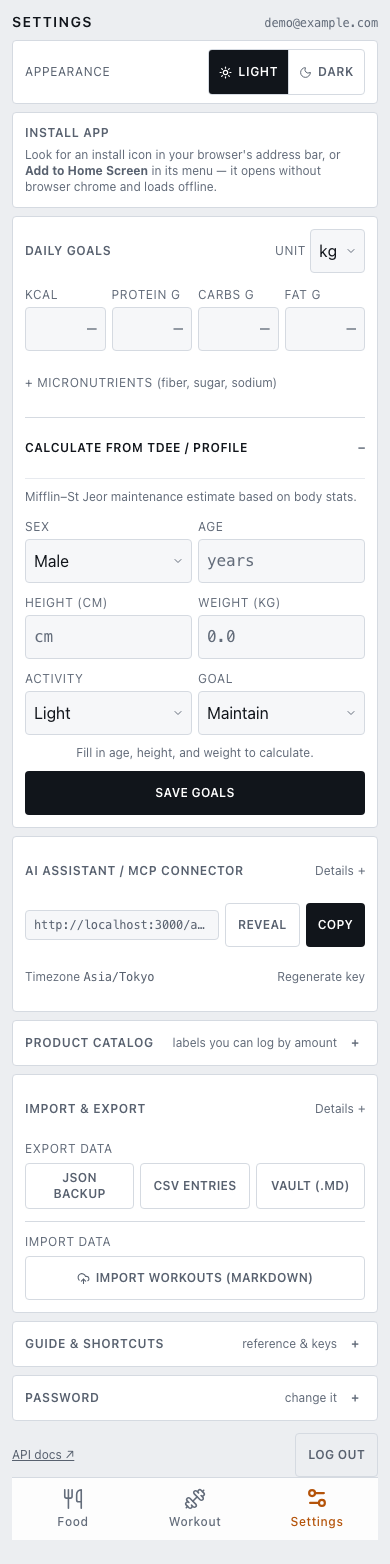 SETTINGS
demo@example.com
APPEARANCE
LIGHT
DARK
INSTALL APP
Look for an install icon in your browser's address bar, or
Add to Home Screen in its menu — it opens without
browser chrome and loads offline.
DAILY GOALS
UNIT
kg
KCAL
PROTEIN G
CARBS G
FAT G
—
—
—
—
+ MICRONUTRIENTS (fiber, sugar, sodium)
CALCULATE FROM TDEE / PROFILE
−
Mifflin–St Jeor maintenance estimate based on body stats.
SEX
AGE
Male
years
HEIGHT (CM)
WEIGHT (KG)
cm
0.0
ACTIVITY
GOAL
Light
Maintain
Fill in age, height, and weight to calculate.
SAVE GOALS
AI ASSISTANT / MCP CONNECTOR
Details +
http://localhost:3000/a…
REVEAL
COPY
Timezone Asia/Tokyo
Regenerate key
PRODUCT CATALOG
labels you can log by amount
+
IMPORT & EXPORT
Details +
EXPORT DATA
JSON
BACKUP
CSV ENTRIES
VAULT (.MD)
IMPORT DATA
IMPORT WORKOUTS (MARKDOWN)
GUIDE & SHORTCUTS
reference & keys
+
PASSWORD
change it
+
API docs ↗
LOG OUT
Food
Workout
Settings